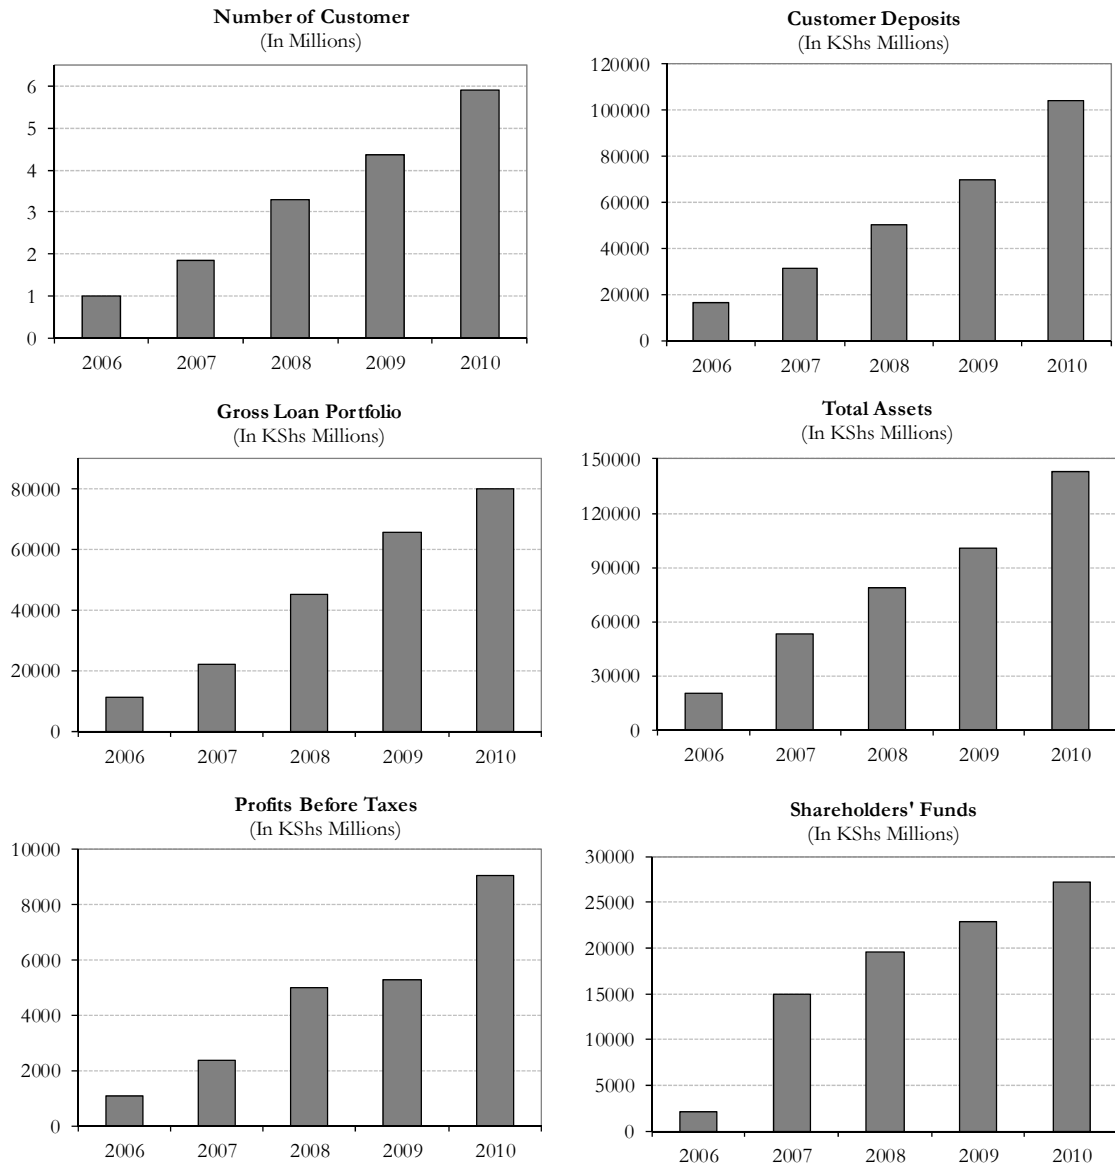 Number of Customer
(In Millions)
6
5
4
3
2
1
0
2006 2007 2008 2009 2010
Customer Deposits
(In KShs Millions)
120000
100000
80000
60000
40000
20000
0
2006 2007 2008 2009 2010
Gross Loan Portfolio
(In KShs Millions)
80000
60000
40000
20000
0
2006 2007 2008 2009 2010
Total Assets
(In KShs Millions)
150000
120000
90000
60000
30000
0
2006 2007 2008 2009 2010
Profits Before Taxes
(In KShs Millions)
10000
8000
6000
4000
2000
0
2006 2007 2008 2009 2010
Shareholders' Funds
(In KShs Millions)
30000
25000
20000
15000
10000
5000
0
2006 2007 2008 2009 2010